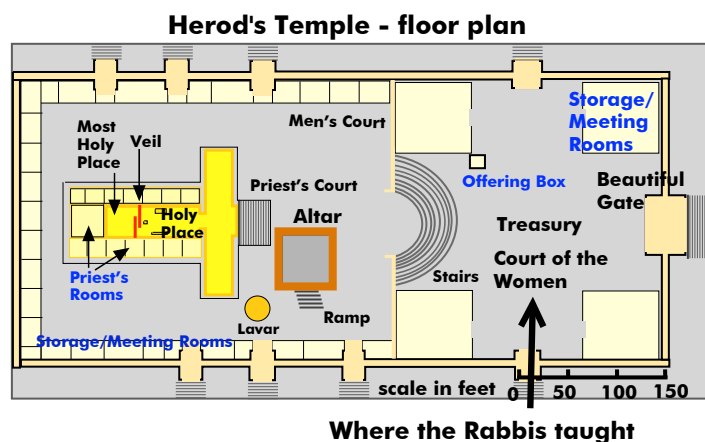 Herod's Temple - floor plan
Most
Holy
Place
Veil
Men's Court
Storage/
Meeting
Rooms
Priest's Court
Offering Box
Beautiful
Gate
Holy
Place
Altar
Treasury
Court of the
Women
Priest's
Rooms
Stairs
Lavar
Ramp
Storage/Meeting Rooms
scale in feet
0 50 100 150
Where the Rabbis taught